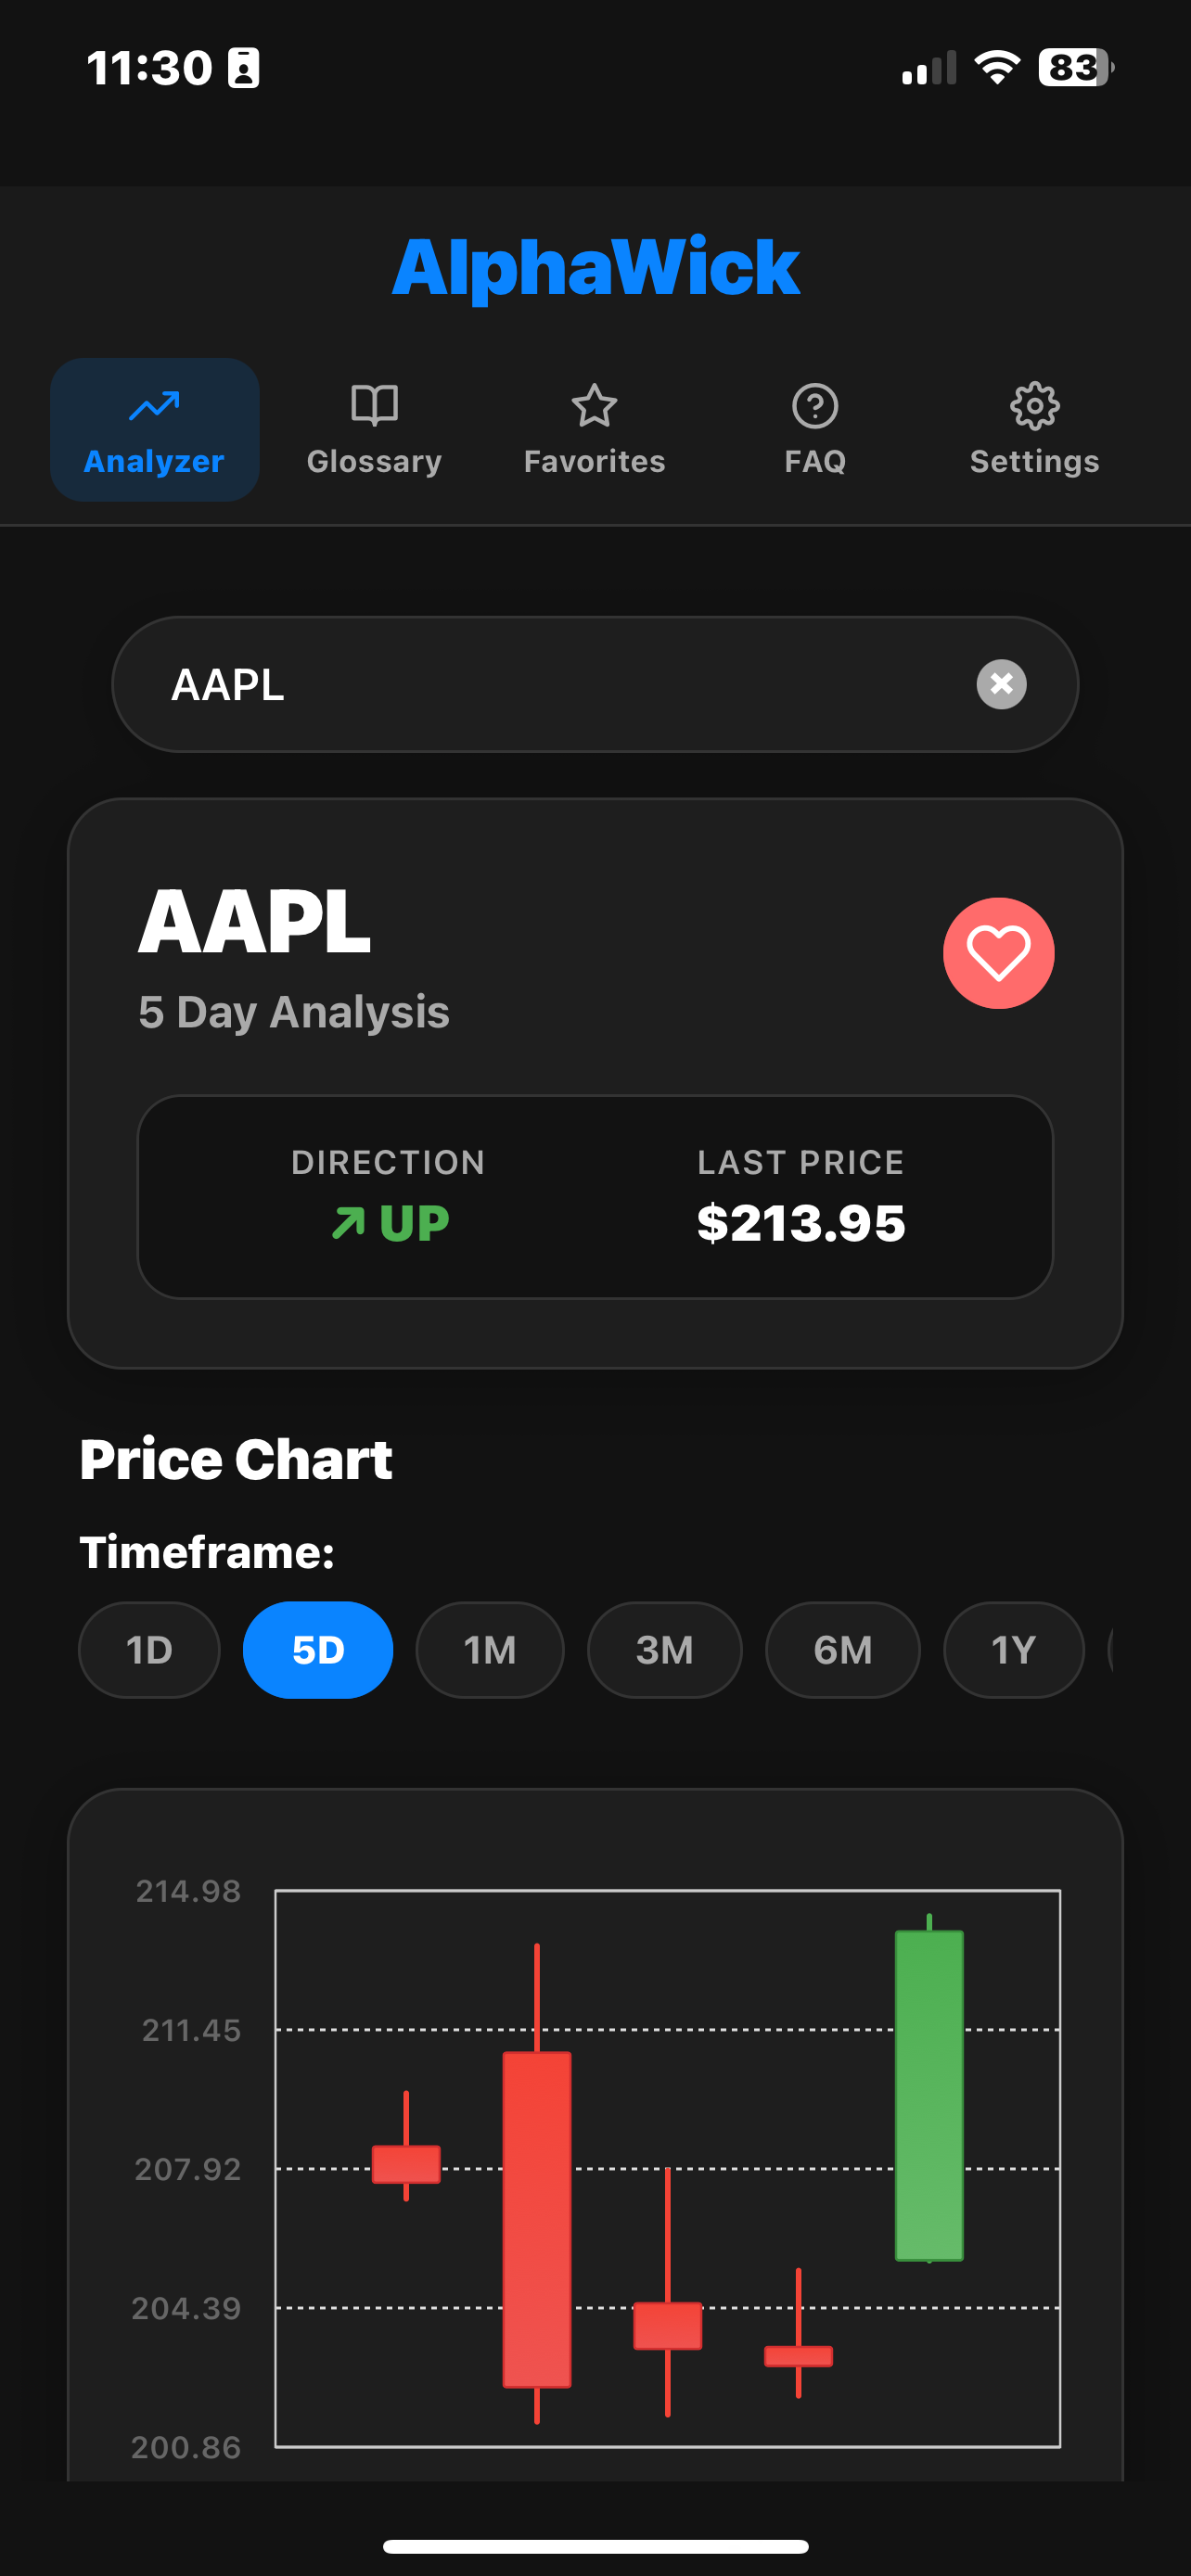 11:30
83
AlphaWick
Analyzer
Glossary
Favorites
FAQ
Settings
AAPL
AAPL
5 Day Analysis
DIRECTION
LAST PRICE
UP
$213.95
Price Chart
Timeframe:
1D
5D
1M
3M
6M
1Y
214.98
211.45
207.92
204.39
200.86